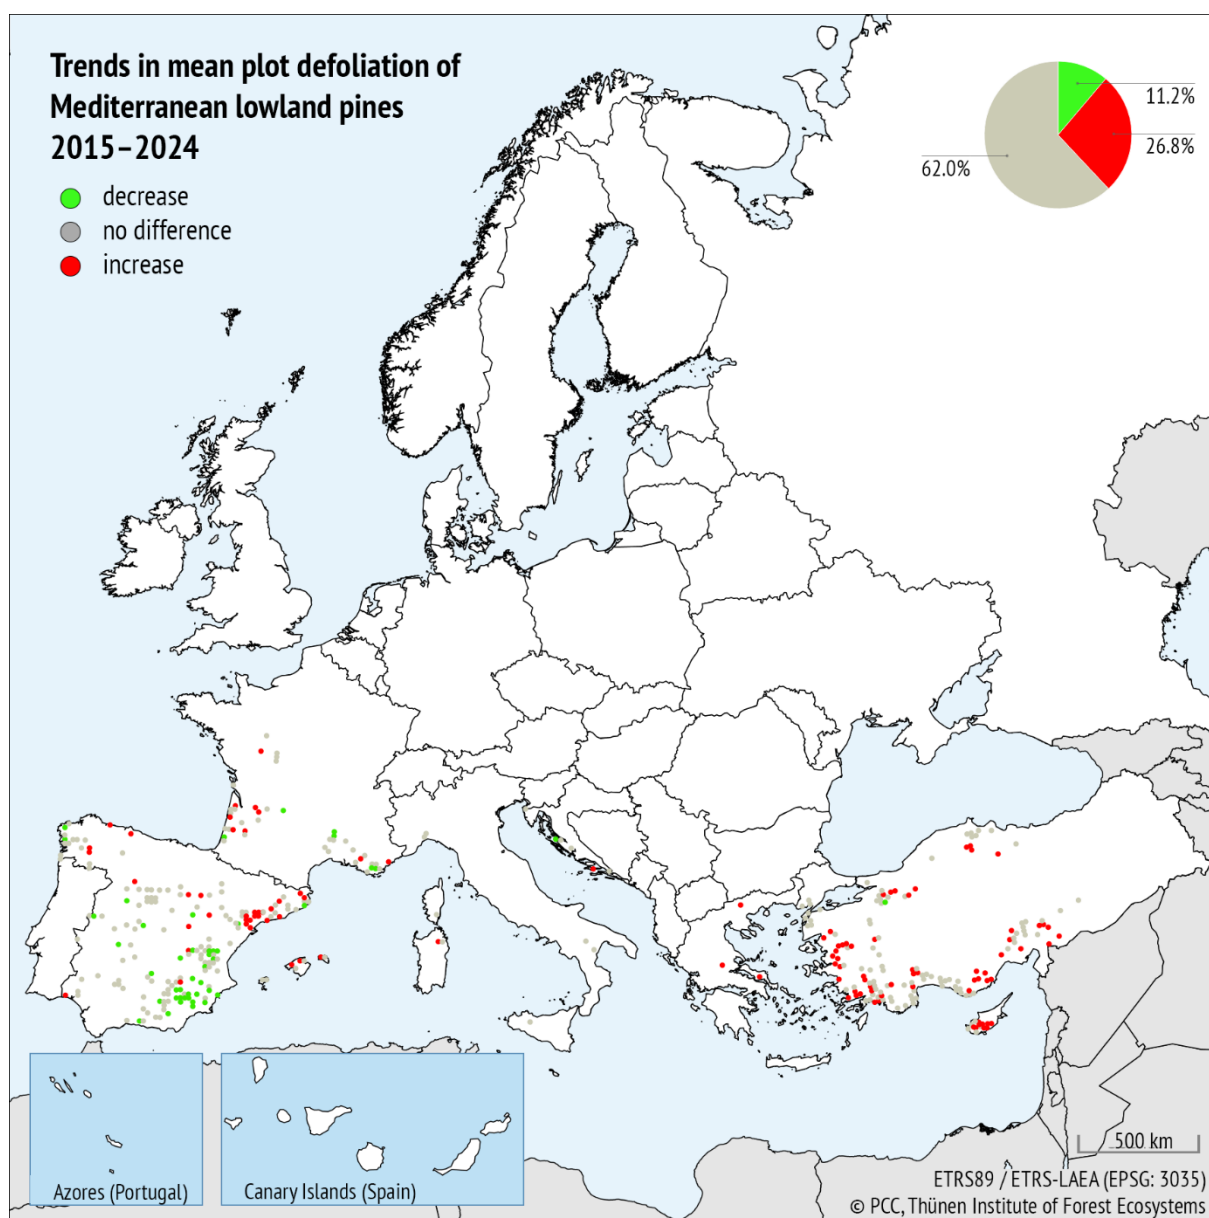 Trends in mean plot defoliation of
Mediterranean lowland pines
2015–2024
decrease
no difference
increase
11.2%
26.8%
62.0%
Azores (Portugal)
Canary Islands (Spain)
500 km
ETRS89 / ETRS-LAEA (EPSG: 3035)
© PCC, Thünen Institute of Forest Ecosystems